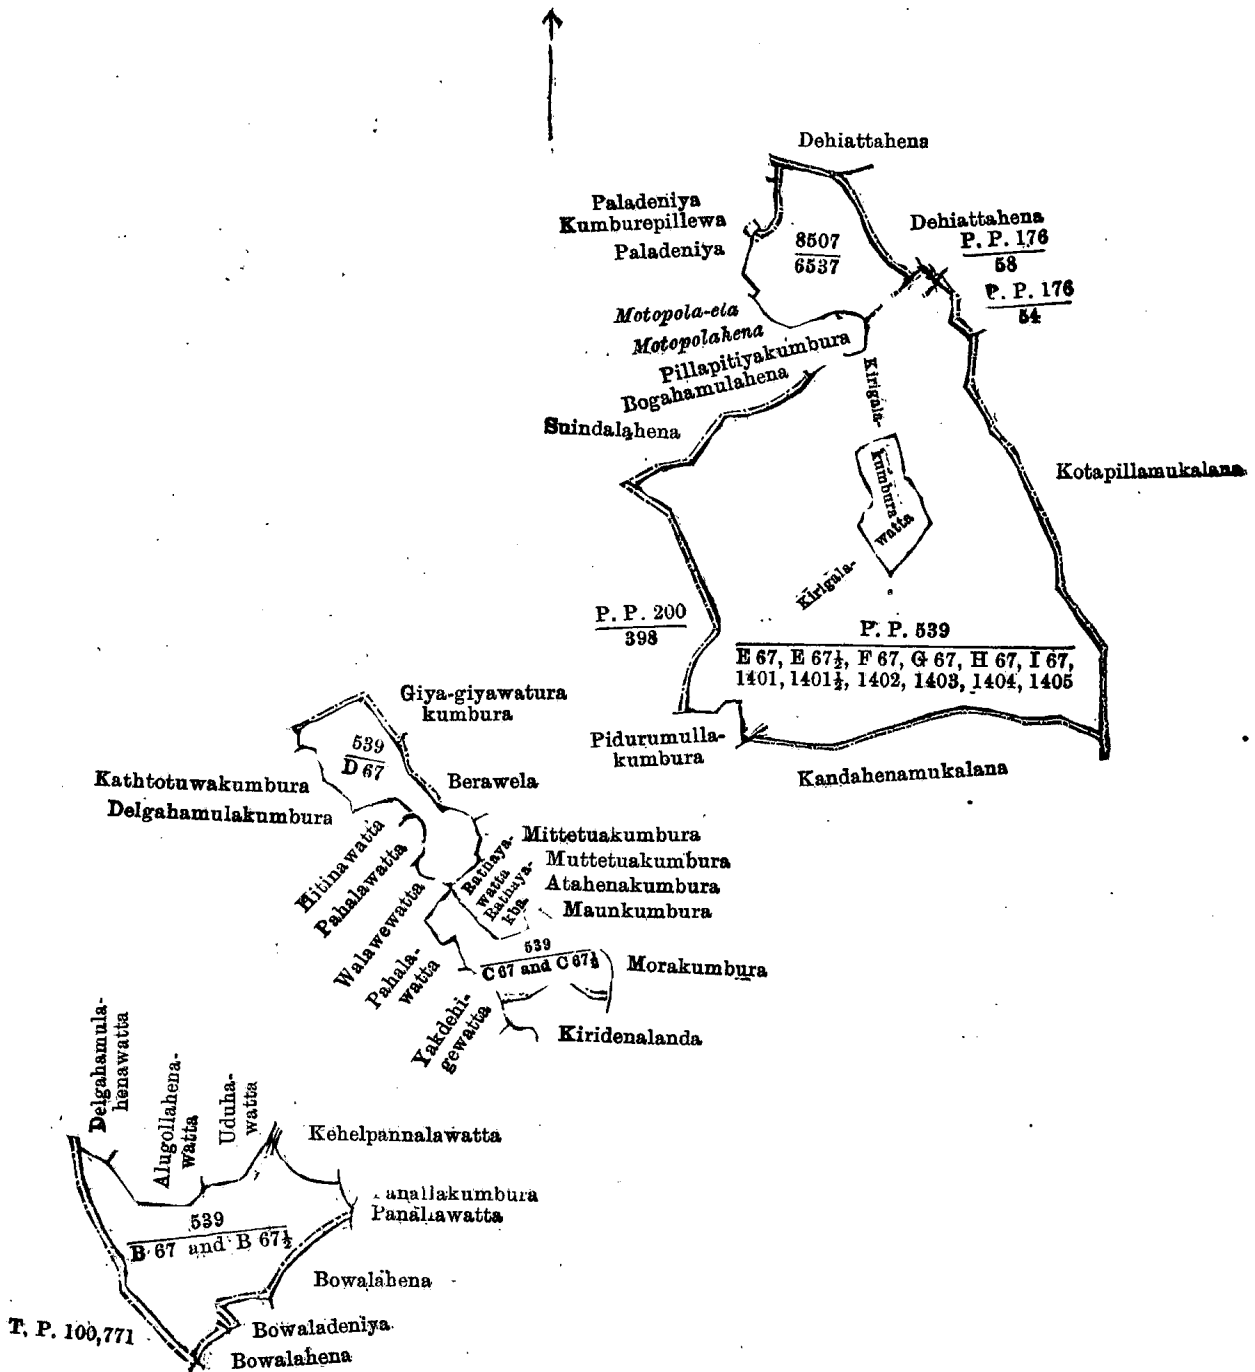 Dehiattahena
Paladeniya
Kumburepillewa
Paladeniya
8507
6537
Dehiattahena
P. P. 176
58
P. P. 176
54
Motopola-ela
Motopolahena
Pillapitiyakumbura
Bogahamulahena
Suindalahena
Kirigala-
kumbura
watta
Kirigala-
Kotapillamukalana
P. P. 200
398
P. P. 539
E 67, E 67½, F 67, G 67, H 67, I 67,
1401, 1401½, 1402, 1403, 1404, 1405
Pidurumulla-
kumbura
Kandahenamukalana
Giya-giyawatura
kumbura
539
D 67
Kathtotuwakumbura
Delgahamulakumbura
Berawela
Hitinawatta
Pahalawatta
Walawewatta
Pahala-
watta
Bathaya-
watta
Bathaya-
kba.
Mittetuakumbura
Muttetuakumbura
Atahenakumbura
Maunkumbura
539
C 67 and C 67½
Morakumbura
Yakdehi-
gewatta
Kiridenalanda
Delgahamula-
henawatta
Alugollahena-
watta
Uduha-
watta
Kehelpannalawatta
Panallakumbura
Panallawatta
539
B 67 and B 67½
Bowalahena
T. P. 100,771
Bowaladeniya
Bowalahena